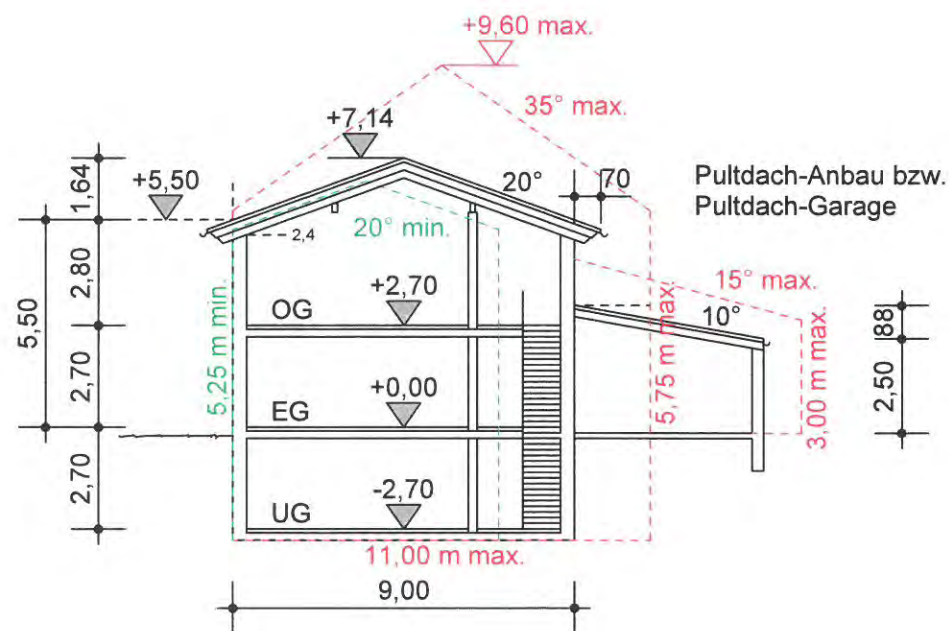 +9,60 max.
35° max.
+7,14
+5,50
1,64
20°
70
Pultdach-Anbau bzw.
Pultdach-Garage
2,4
20° min.
15° max.
2,80
5,50
OG
+2,70
10°
88
5,25 m min.
5,75 m max.
3,00 m max.
2,50
2,70
EG
+0,00
2,70
UG
-2,70
11,00 m max.
9,00